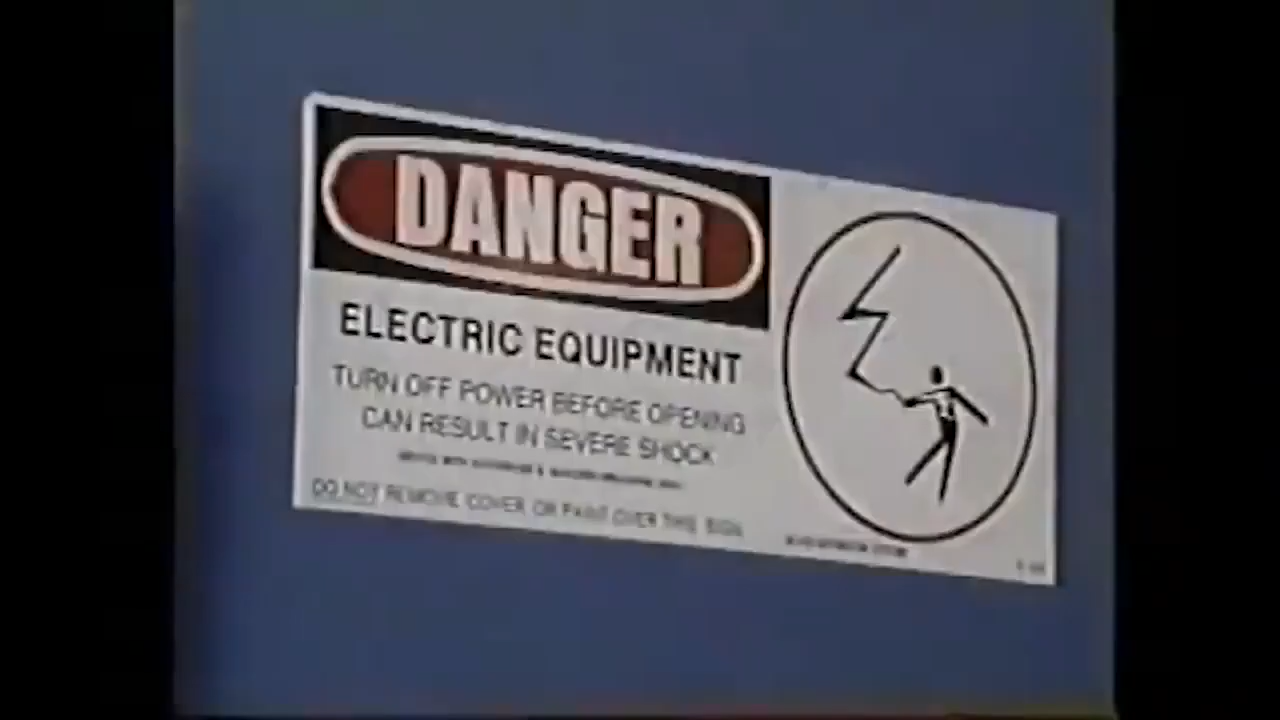 DANGER
ELECTRIC EQUIPMENT
TURN OFF POWER BEFORE OPENING
CAN RESULT IN SEVERE SHOCK
DO NOT REMOVE COVER OR PAINT OVER THIS SIGN